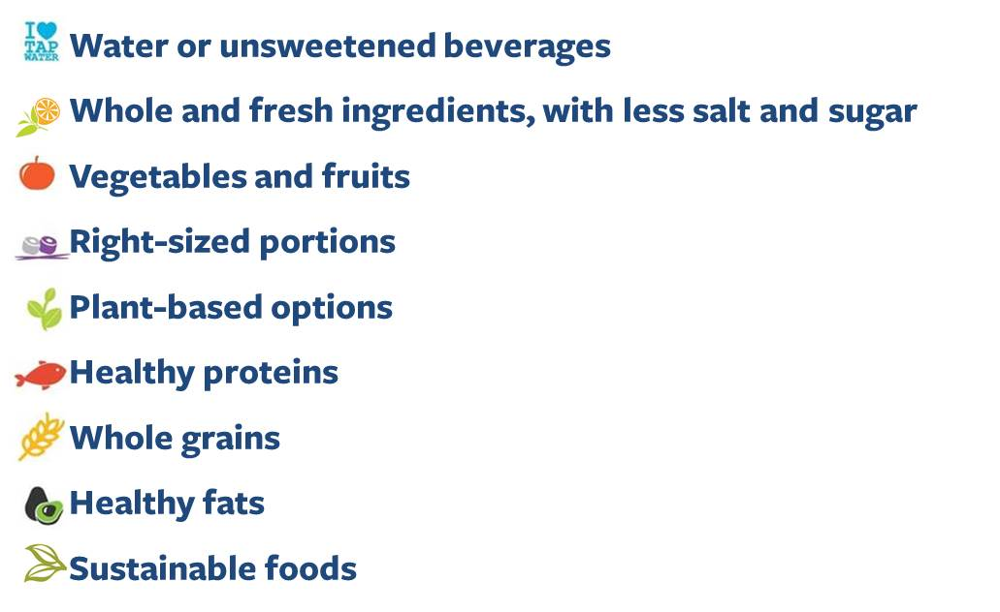 I ♥
TAP
WATER
Water or unsweetened beverages
Whole and fresh ingredients, with less salt and sugar
Vegetables and fruits
Right-sized portions
Plant-based options
Healthy proteins
Whole grains
Healthy fats
Sustainable foods